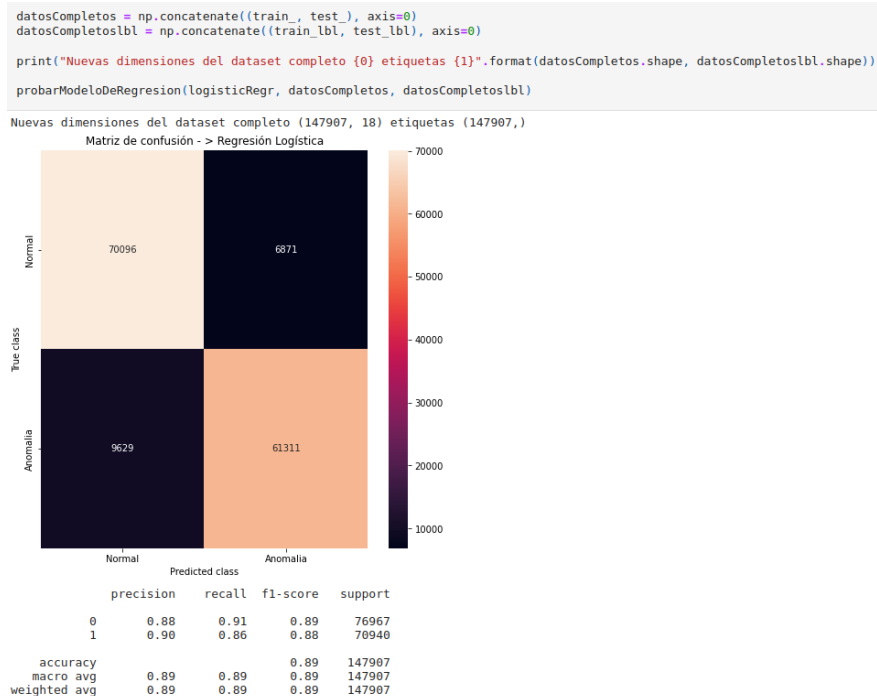 datosCompletos = np.concatenate((train_, test_), axis=0)
datosCompletoslbl = np.concatenate((train_lbl, test_lbl), axis=0)
print("Nuevas dimensiones del dataset completo {0} etiquetas {1}".format(datosCompletos.shape, datosCompletoslbl.shape))
probarModeloDeRegresion(logisticRegr, datosCompletos, datosCompletoslbl)
Nuevas dimensiones del dataset completo (147907, 18) etiquetas (147907,)
Matriz de confusión - > Regresión Logística
70000
60000
50000
40000
30000
20000
10000
True class
Normal
70096 6871
Anomalia
9629 61311
Normal Anomalia
Predicted class
precision recall f1-score support
0 0.88 0.91 0.89 76967
1 0.90 0.86 0.88 70940
accuracy 0.89 147907
macro avg 0.89 0.89 0.89 147907
weighted avg 0.89 0.89 0.89 147907